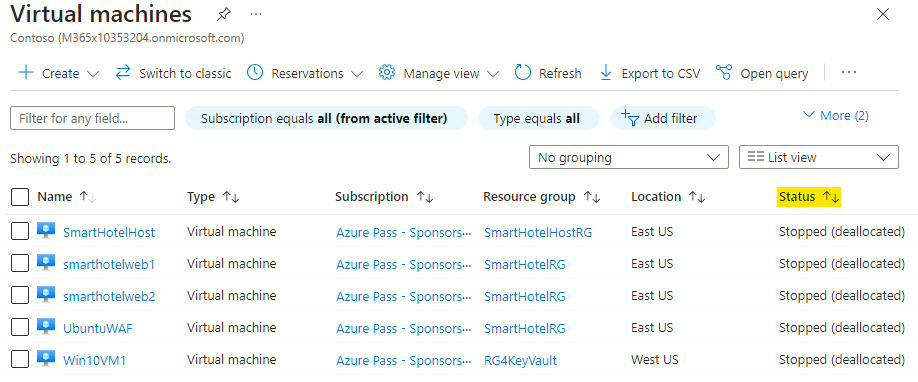 Virtual machines
Contoso (M365x10353204.onmicrosoft.com)
Create Switch to classic Reservations Manage view Refresh Export to CSV Open query
Filter for any field... Subscription equals all (from active filter) Type equals all Add filter More (2)
Showing 1 to 5 of 5 records. No grouping List view
Name Type Subscription Resource group Location Status
SmartHotelHost Virtual machine Azure Pass - Sponsors··· SmartHotelHostRG East US Stopped (deallocated)
smarthotelweb1 Virtual machine Azure Pass - Sponsors··· SmartHotelRG East US Stopped (deallocated)
smarthotelweb2 Virtual machine Azure Pass - Sponsors··· SmartHotelRG East US Stopped (deallocated)
UbuntuWAF Virtual machine Azure Pass - Sponsors··· SmartHotelRG East US Stopped (deallocated)
Win10VM1 Virtual machine Azure Pass - Sponsors··· RG4KeyVault West US Stopped (deallocated)